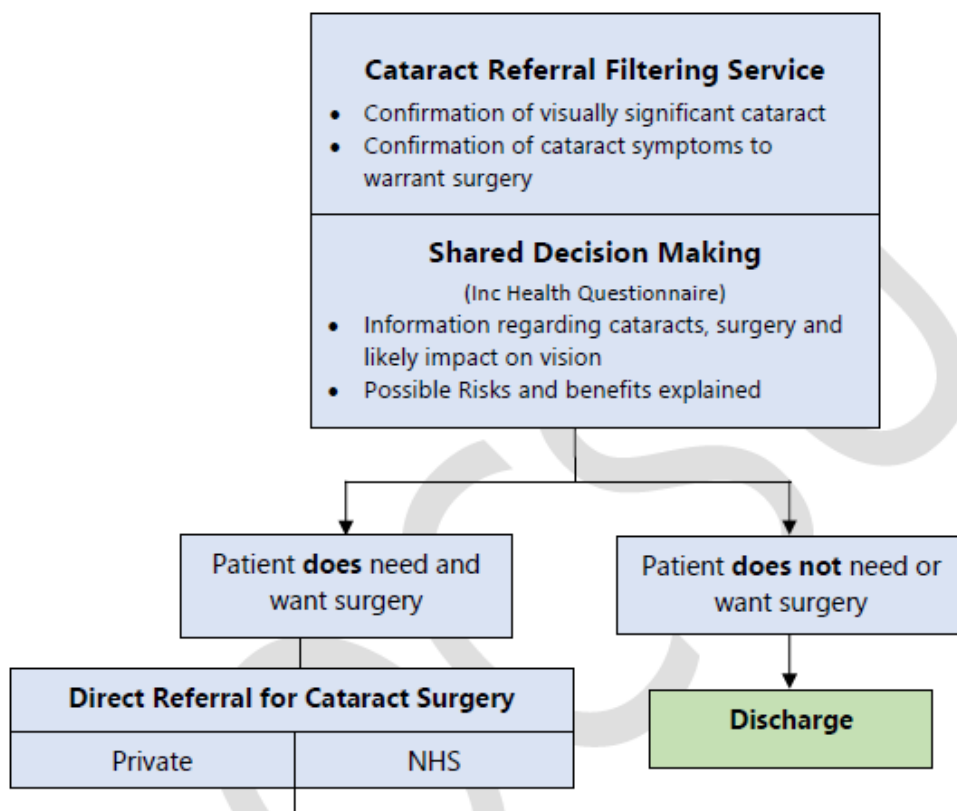 Cataract Referral Filtering Service
• Confirmation of visually significant cataract
• Confirmation of cataract symptoms to
warrant surgery
Shared Decision Making
(Inc Health Questionnaire)
• Information regarding cataracts, surgery and
likely impact on vision
• Possible Risks and benefits explained
Patient does need and
want surgery
Patient does not need or
want surgery
Direct Referral for Cataract Surgery
Private
NHS
Discharge